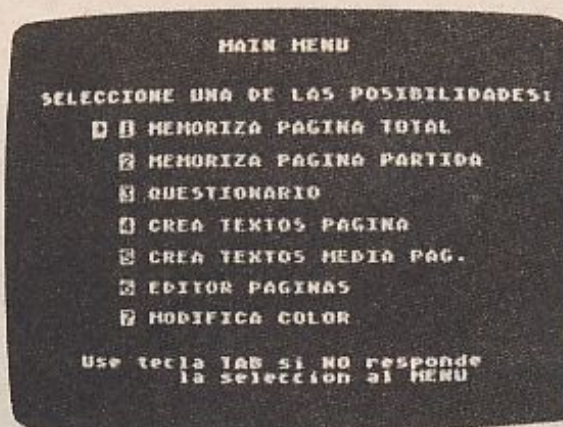 MAIN MENU
SELECCIONE UNA DE LAS POSIBILIDADES:
1 MEMORIZA PAGINA TOTAL
2 MEMORIZA PAGINA PARTIDA
3 QUESTIONARIO
4 CREA TEXTOS PAGINA
5 CREA TEXTOS MEDIA PAG.
6 EDITOR PAGINAS
7 MODIFICA COLOR
Use tecla TAB si NO responde
la seleccion al MENU